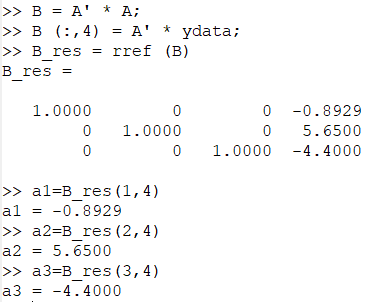 >> B = A' * A;
>> B (:,4) = A' * ydata;
>> B_res = rref (B)
B_res =
1.0000 0 0 -0.8929
0 1.0000 0 5.6500
0 0 1.0000 -4.4000
>> a1=B_res(1,4)
a1 = -0.8929
>> a2=B_res(2,4)
a2 = 5.6500
>> a3=B_res(3,4)
a3 = -4.4000